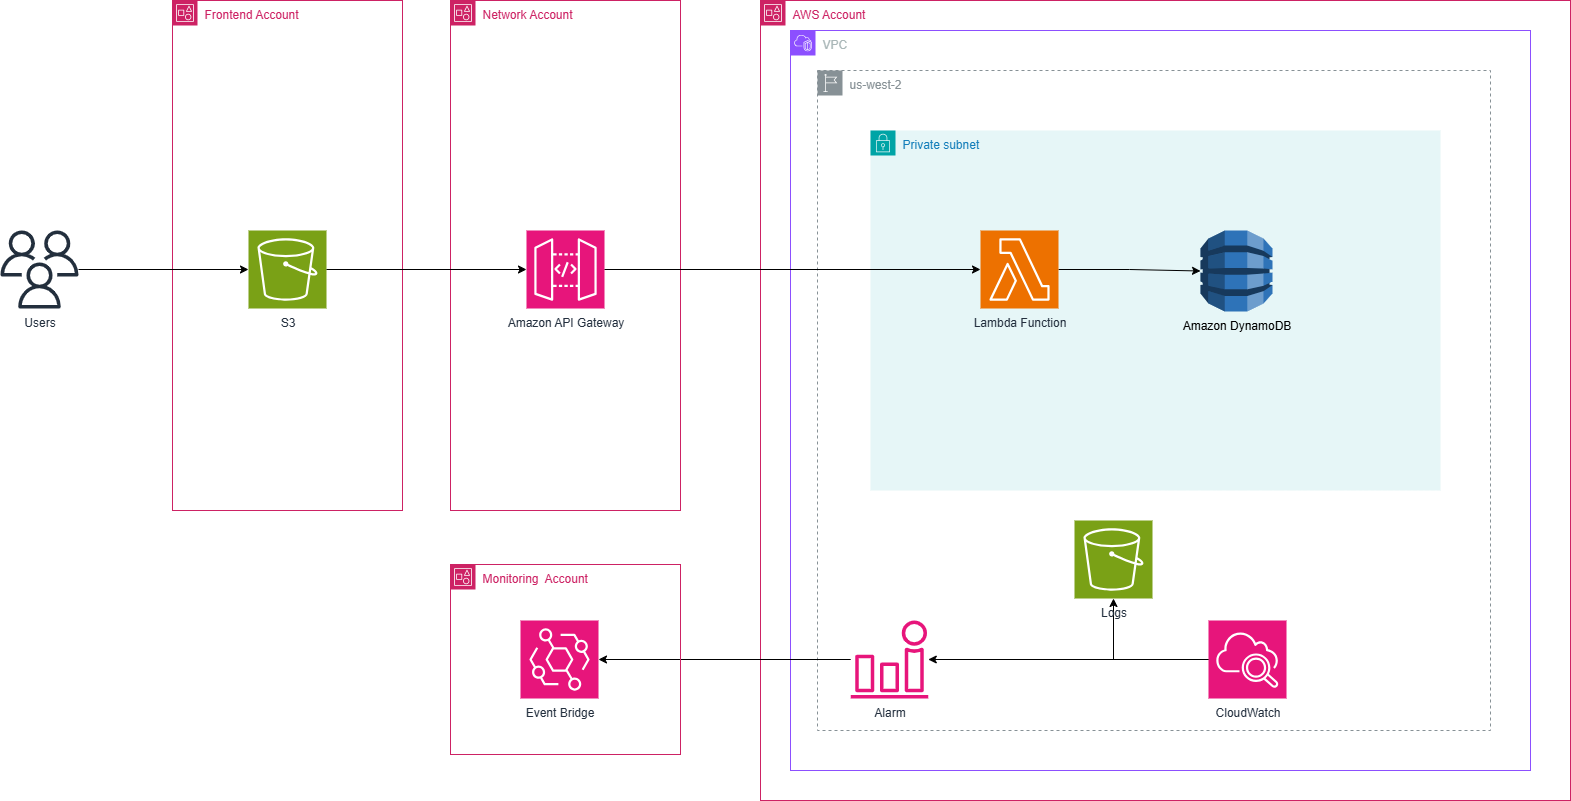 Frontend Account
Network Account
AWS Account
VPC
us-west-2
Private subnet
Users
S3
Amazon API Gateway
Lambda Function
Amazon DynamoDB
Logs
Monitoring  Account
Event Bridge
Alarm
CloudWatch